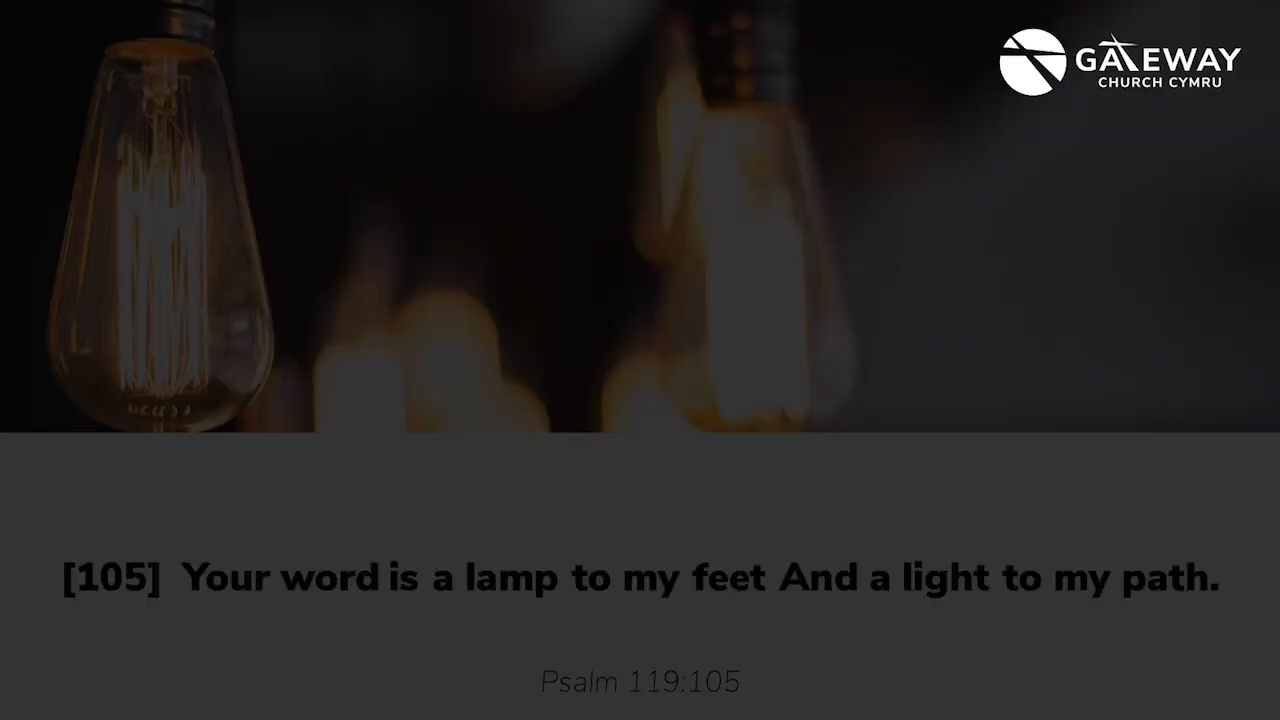 GATEWAY
CHURCH CYMRU
[105] Your word is a lamp to my feet And a light to my path.
Psalm 119:105